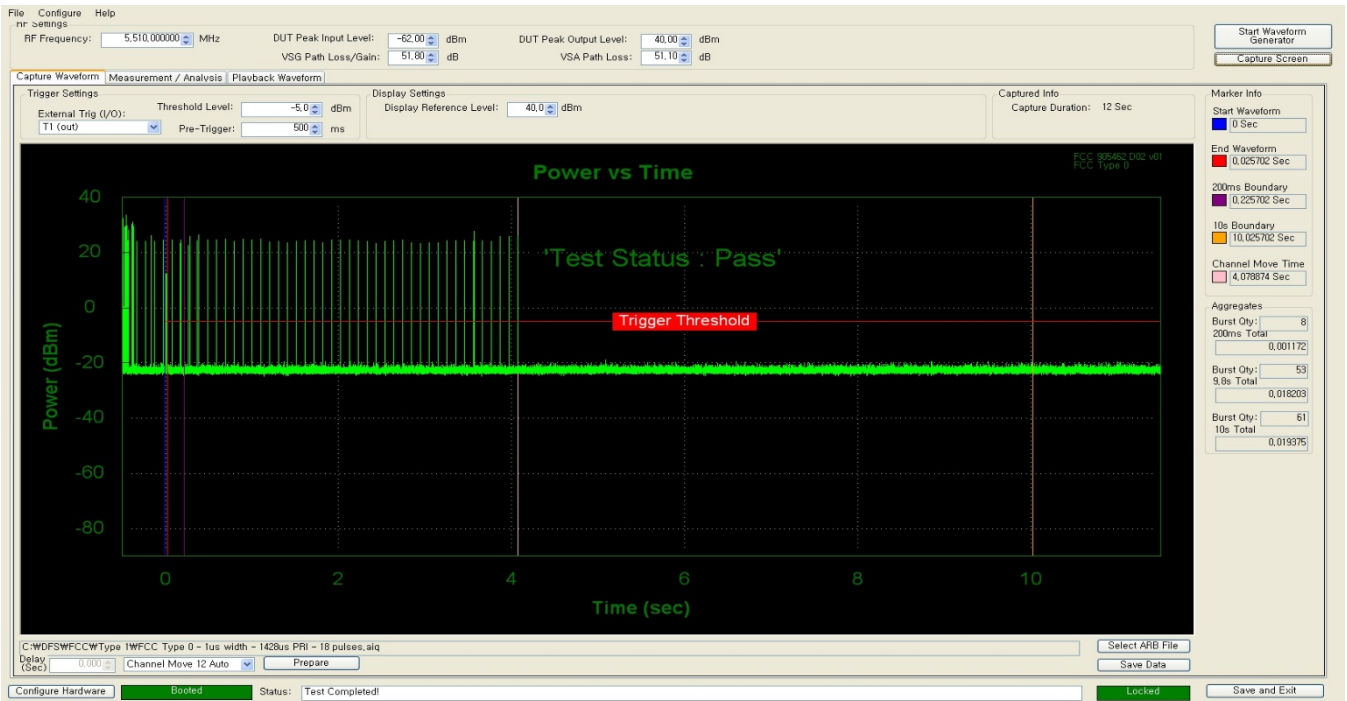 File Configure Help
RF Settings
RF Frequency: 5,510,000000 MHz DUT Peak Input Level: -62,00 dBm DUT Peak Output Level: 40,00 dBm
VSG Path Loss/Gain: 51,80 dB VSA Path Loss: 51,10 dB
Start Waveform
Generator
Capture Screen
Capture Waveform Measurement / Analysis Playback Waveform
Trigger Settings
External Trig (I/O):
T1 (out)
Threshold Level: -5,0 dBm
Pre-Trigger: 500 ms
Display Settings
Display Reference Level: 40,0 dBm
Captured Info
Capture Duration: 12 Sec
FCC 905462 D02 v01
FCC Type 0
Power vs Time
'Test Status : Pass'
Trigger Threshold
Power (dBm)
40
20
0
-20
-40
-60
-80
0 2 4 6 8 10
Time (sec)
Marker Info
Start Waveform
0 Sec
End Waveform
0,025702 Sec
200ms Boundary
0,225702 Sec
10s Boundary
10,025702 Sec
Channel Move Time
4,078874 Sec
Aggregates
Burst Qty: 8
200ms Total
0,001172
Burst Qty: 53
9,8s Total
0,018203
Burst Qty: 61
10s Total
0,019375
C:₩DFS₩FCC₩Type 1₩FCC Type 0 - 1us width - 1428us PRI - 18 pulses,aiq
Select ARB File
Delay
(Sec) 0,000 Channel Move 12 Auto Prepare
Save Data
Configure Hardware Booted Status: Test Completed! Locked Save and Exit